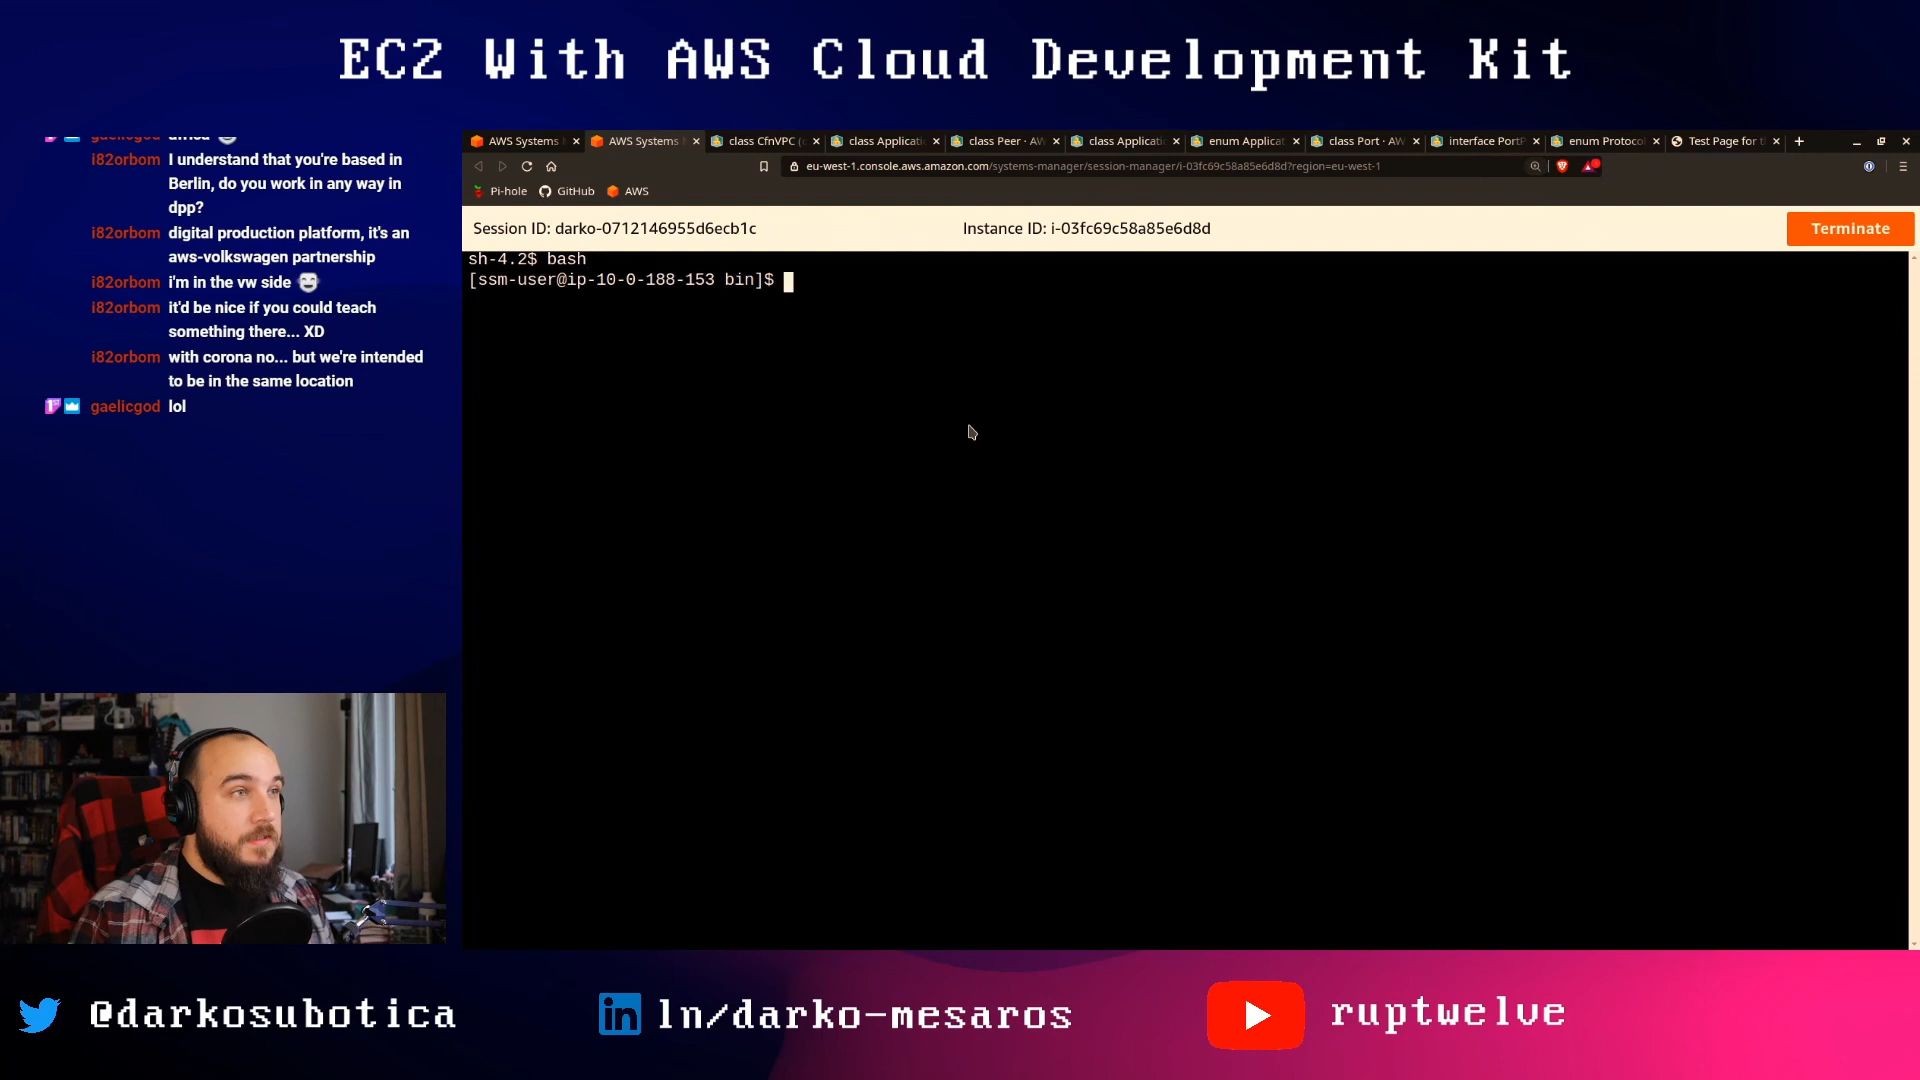 EC2 With AWS Cloud Development Kit
gaelicgod africa
i82orbom I understand that you're based in
Berlin, do you work in any way in
dpp?
i82orbom digital production platform, it's an
aws-volkswagen partnership
i82orbom i'm in the vw side
i82orbom it'd be nice if you could teach
something there... XD
i82orbom with corona no... but we're intended
to be in the same location
gaelicgod lol
AWS Systems M
AWS Systems M
class CfnVPC (c
class Applicatio
class Peer · AW
class Applicatio
enum Applicat
class Port · AW
interface PortP
enum Protocol
Test Page for t
eu-west-1.console.aws.amazon.com/systems-manager/session-manager/i-03fc69c58a85e6d8d?region=eu-west-1
Pi-hole GitHub AWS
Session ID: darko-0712146955d6ecb1c Instance ID: i-03fc69c58a85e6d8d Terminate
sh-4.2$ bash
[ssm-user@ip-10-0-188-153 bin]$
@darkosubotica
in ln/darko-mesaros
ruptwelve